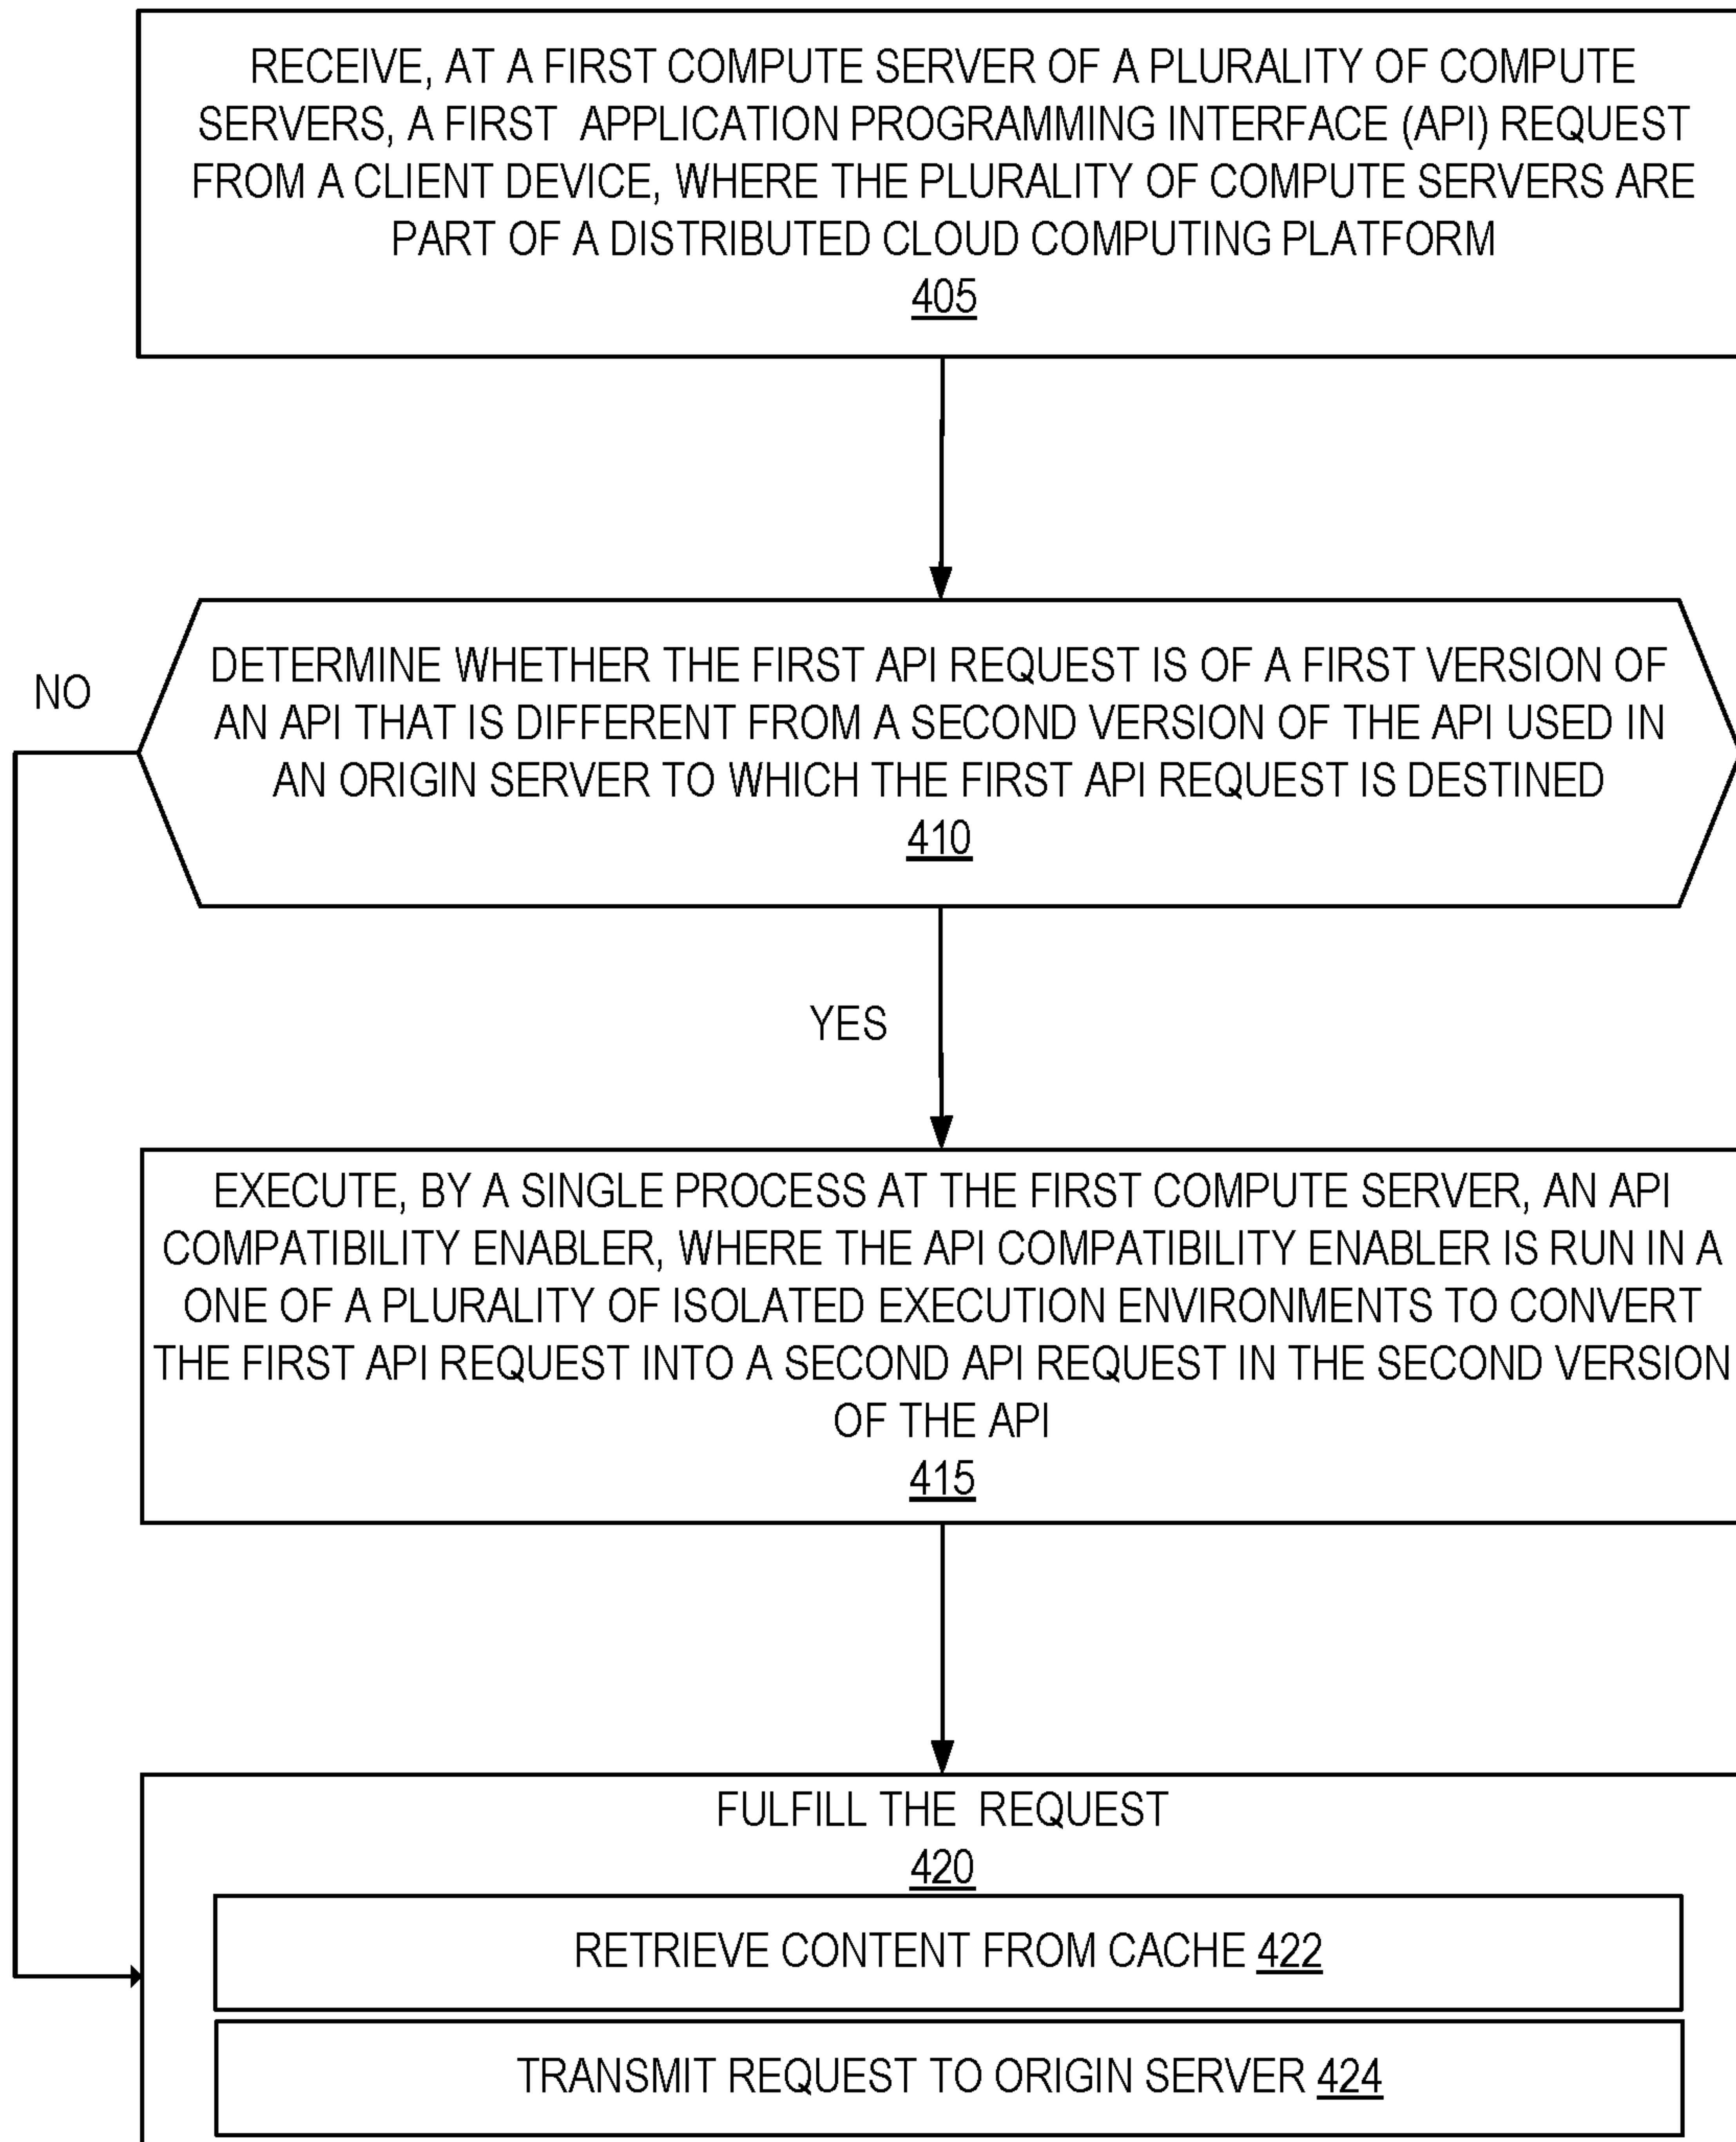 RECEIVE, AT A FIRST COMPUTE SERVER OF A PLURALITY OF COMPUTE
SERVERS, A FIRST APPLICATION PROGRAMMING INTERFACE (API) REQUEST
FROM A CLIENT DEVICE, WHERE THE PLURALITY OF COMPUTE SERVERS ARE
PART OF A DISTRIBUTED CLOUD COMPUTING PLATFORM
405
NO
DETERMINE WHETHER THE FIRST API REQUEST IS OF A FIRST VERSION OF
AN API THAT IS DIFFERENT FROM A SECOND VERSION OF THE API USED IN
AN ORIGIN SERVER TO WHICH THE FIRST API REQUEST IS DESTINED
410
YES
EXECUTE, BY A SINGLE PROCESS AT THE FIRST COMPUTE SERVER, AN API
COMPATIBILITY ENABLER, WHERE THE API COMPATIBILITY ENABLER IS RUN IN A
ONE OF A PLURALITY OF ISOLATED EXECUTION ENVIRONMENTS TO CONVERT
THE FIRST API REQUEST INTO A SECOND API REQUEST IN THE SECOND VERSION
OF THE API
415
FULFILL THE REQUEST
420
RETRIEVE CONTENT FROM CACHE 422
TRANSMIT REQUEST TO ORIGIN SERVER 424